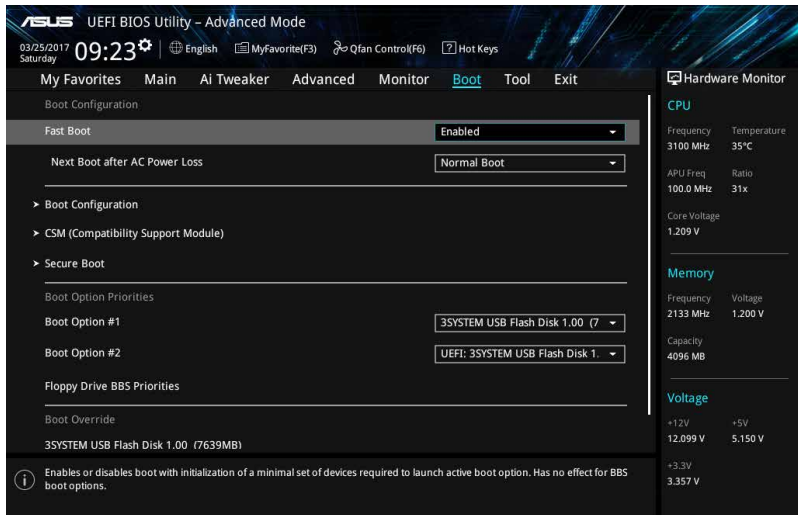 ASUS UEFI BIOS Utility – Advanced Mode
03/25/2017 Saturday 09:23 English MyFavorite(F3) Qfan Control(F6) ? Hot Keys
My Favorites Main Ai Tweaker Advanced Monitor Boot Tool Exit
Boot Configuration
Fast Boot Enabled
Next Boot after AC Power Loss Normal Boot
> Boot Configuration
> CSM (Compatibility Support Module)
> Secure Boot
Boot Option Priorities
Boot Option #1 3SYSTEM USB Flash Disk 1.00 (7
Boot Option #2 UEFI: 3SYSTEM USB Flash Disk 1.
Floppy Drive BBS Priorities
Boot Override
3SYSTEM USB Flash Disk 1.00 (7639MB)
i Enables or disables boot with initialization of a minimal set of devices required to launch active boot option. Has no effect for BBS
boot options.
Hardware Monitor
CPU
Frequency Temperature
3100 MHz 35°C
APU Freq Ratio
100.0 MHz 31x
Core Voltage
1.209 V
Memory
Frequency Voltage
2133 MHz 1.200 V
Capacity
4096 MB
Voltage
+12V +5V
12.099 V 5.150 V
+3.3V
3.357 V